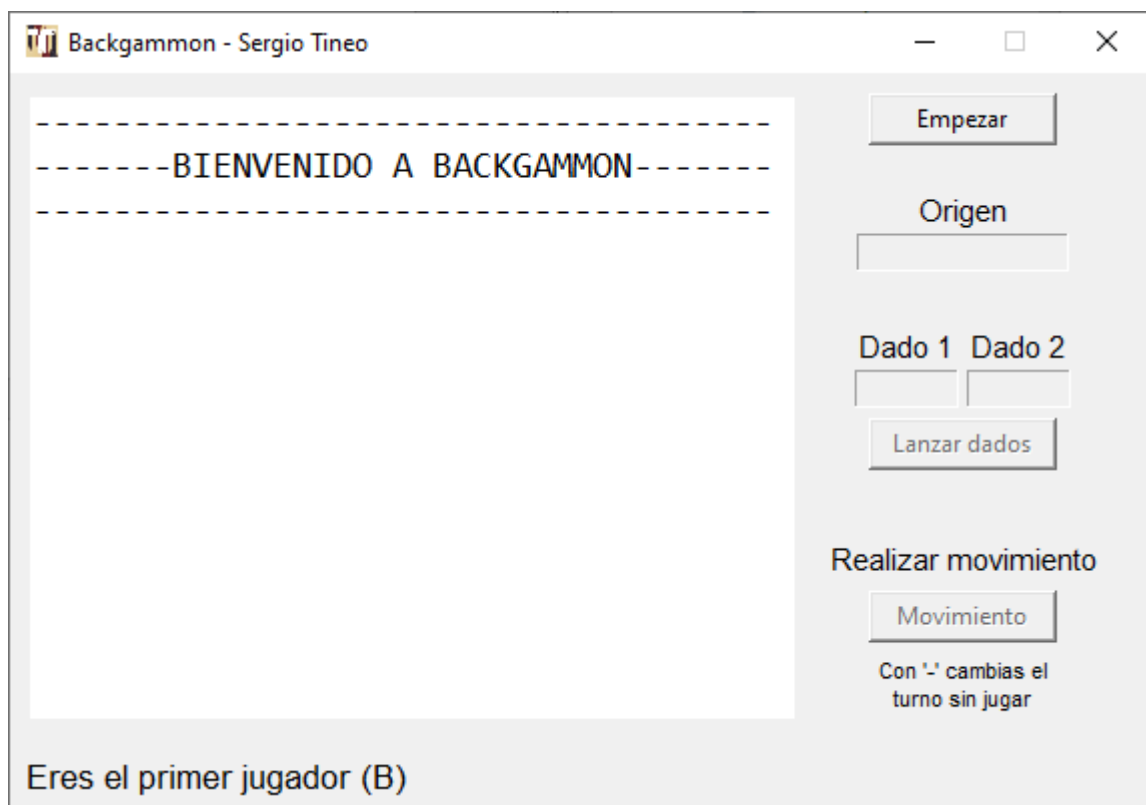 Backgammon - Sergio Tineo
-------------------------------------
-------BIENVENIDO A BACKGAMMON-------
-------------------------------------
Empezar
Origen
Dado 1 Dado 2
Lanzar dados
Realizar movimiento
Movimiento
Con '-' cambias el
turno sin jugar
Eres el primer jugador (B)